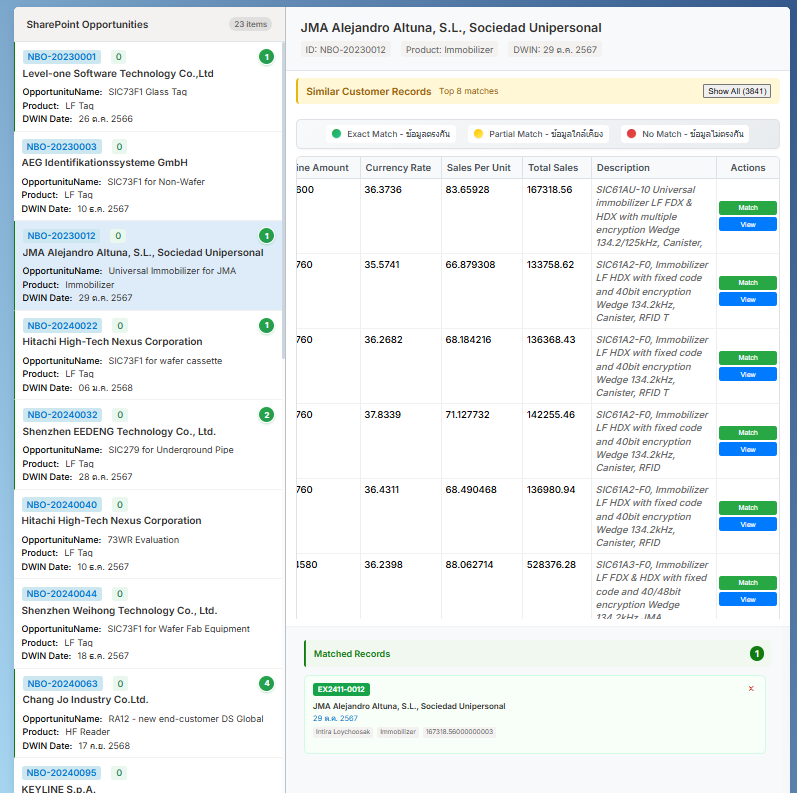 SharePoint Opportunities
23 items
NBO-20230001 0 1
Level-one Software Technology Co.,Ltd
OpportunituName: SIC73F1 Glass Tag
Product: LF Tag
DWIN Date: 26 ต.ค. 2566
NBO-20230003 0
AEG Identifikationssysteme GmbH
OpportunituName: SIC73F1 for Non-Wafer
Product: LF Tag
DWIN Date: 10 ธ.ค. 2567
NBO-20230012 0 1
JMA Alejandro Altuna, S.L., Sociedad Unipersonal
OpportunituName: Universal Immobilizer for JMA
Product: Immobilizer
DWIN Date: 29 ต.ค. 2567
NBO-20240022 0 1
Hitachi High-Tech Nexus Corporation
OpportunituName: SIC73F1 for wafer cassette
Product: LF Tag
DWIN Date: 06 ม.ค. 2568
NBO-20240032 0 2
Shenzhen EEDENG Technology Co., Ltd.
OpportunituName: SIC279 for Underground Pipe
Product: LF Tag
DWIN Date: 28 ต.ค. 2567
NBO-20240040 0
Hitachi High-Tech Nexus Corporation
OpportunituName: 73WR Evaluation
Product: LF Tag
DWIN Date: 10 ธ.ค. 2567
NBO-20240044 0
Shenzhen Weihong Technology Co., Ltd.
OpportunituName: SIC73F1 for Wafer Fab Equipment
Product: LF Tag
DWIN Date: 18 ธ.ค. 2567
NBO-20240063 0 4
Chang Jo Industry Co.Ltd.
OpportunituName: RA12 - new end-customer DS Global
Product: HF Reader
DWIN Date: 17 ก.ย. 2568
NBO-20240095 0
KEYLINE S.p.A.
JMA Alejandro Altuna, S.L., Sociedad Unipersonal
ID: NBO-20230012 Product: Immobilizer DWIN: 29 ต.ค. 2567
Similar Customer Records Top 8 matches Show All (3841)
Exact Match - ข้อมูลตรงกัน Partial Match - ข้อมูลใกล้เคียง No Match - ข้อมูลไม่ตรงกัน
ine Amount Currency Rate Sales Per Unit Total Sales Description Actions
600 36.3736 83.65928 167318.56 SIC61AU-10 Universal
immobilizer LF FDX &
HDX with multiple
encryption Wedge
134.2/125kHz, Canister,
Match
View
760 35.5741 66.879308 133758.62 SIC61A2-F0, Immobilizer
LF HDX with fixed code
and 40bit encryption
Wedge 134.2kHz,
Canister, RFID T
Match
View
760 36.2682 68.184216 136368.43 SIC61A2-F0, Immobilizer
LF HDX with fixed code
and 40bit encryption
Wedge 134.2kHz,
Canister, RFID T
Match
View
760 37.8339 71.127732 142255.46 SIC61A2-F0, Immobilizer
LF HDX with fixed code
and 40bit encryption
Wedge 134.2kHz,
Canister, RFID
Match
View
760 36.4311 68.490468 136980.94 SIC61A2-F0, Immobilizer
LF HDX with fixed code
and 40bit encryption
Wedge 134.2kHz,
Canister, RFID
Match
View
4580 36.2398 88.062714 528376.28 SIC61A3-F0, Immobilizer
LF FDX & HDX with fixed
code and 40/48bit
encryption Wedge
134.2kHz, JMA
Match
View
Matched Records 1
EX2411-0012 ×
JMA Alejandro Altuna, S.L., Sociedad Unipersonal
29 ต.ค. 2567
Intira Loychoosak Immobilizer 167318.56000000003